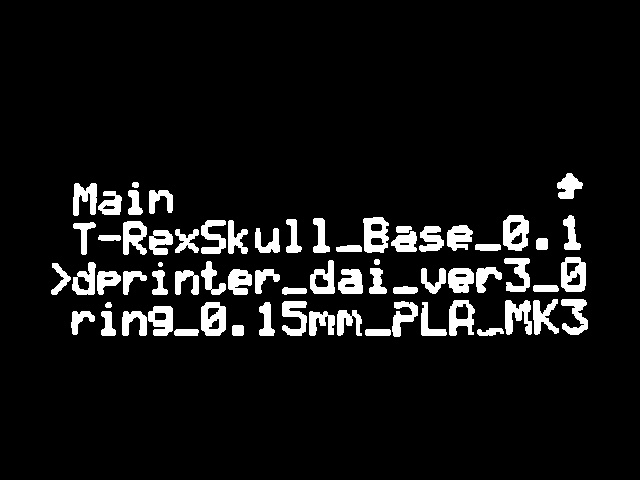 Main
T-RexSkull_Base_0.1
>dprinter_dai_ver3_0
ring_0.15mm_PLA_MK3